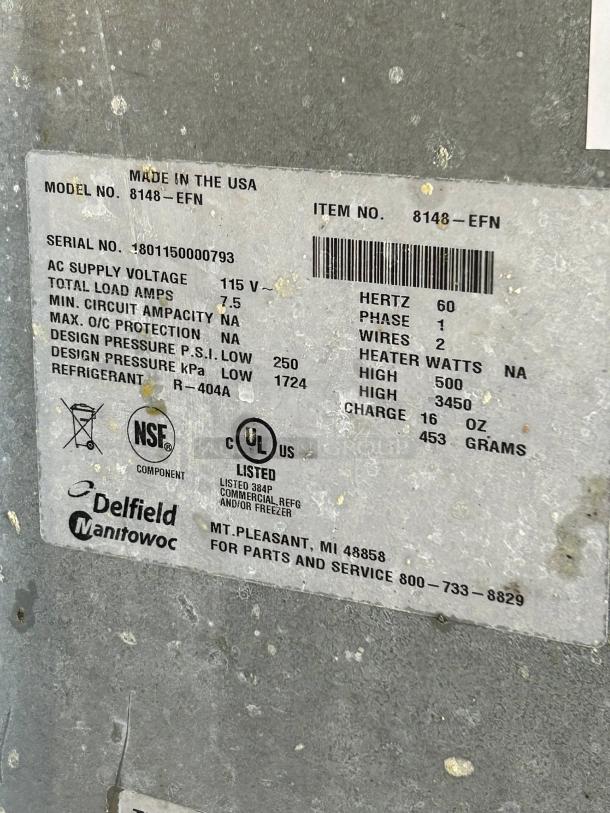 MADE IN THE USA
MODEL NO. 8148-EFN
ITEM NO. 8148-EFN
SERIAL NO. 1801150000793
AC SUPPLY VOLTAGE 115 V~
HERTZ 60
TOTAL LOAD AMPS 7.5
PHASE 1
MIN. CIRCUIT AMPACITY NA
WIRES 2
MAX. O/C PROTECTION NA
HEATER WATTS NA
DESIGN PRESSURE P.S.I. LOW 250
HIGH 500
DESIGN PRESSURE kPa LOW 1724
HIGH 3450
REFRIGERANT R-404A
CHARGE 16 OZ
453 GRAMS
NSF®
COMPONENT
C UL US
LISTED
LISTED 384P
COMMERCIAL REFG
AND/OR FREEZER
Delfield
Manitowoc
MT.PLEASANT, MI 48858
FOR PARTS AND SERVICE 800-733-8829